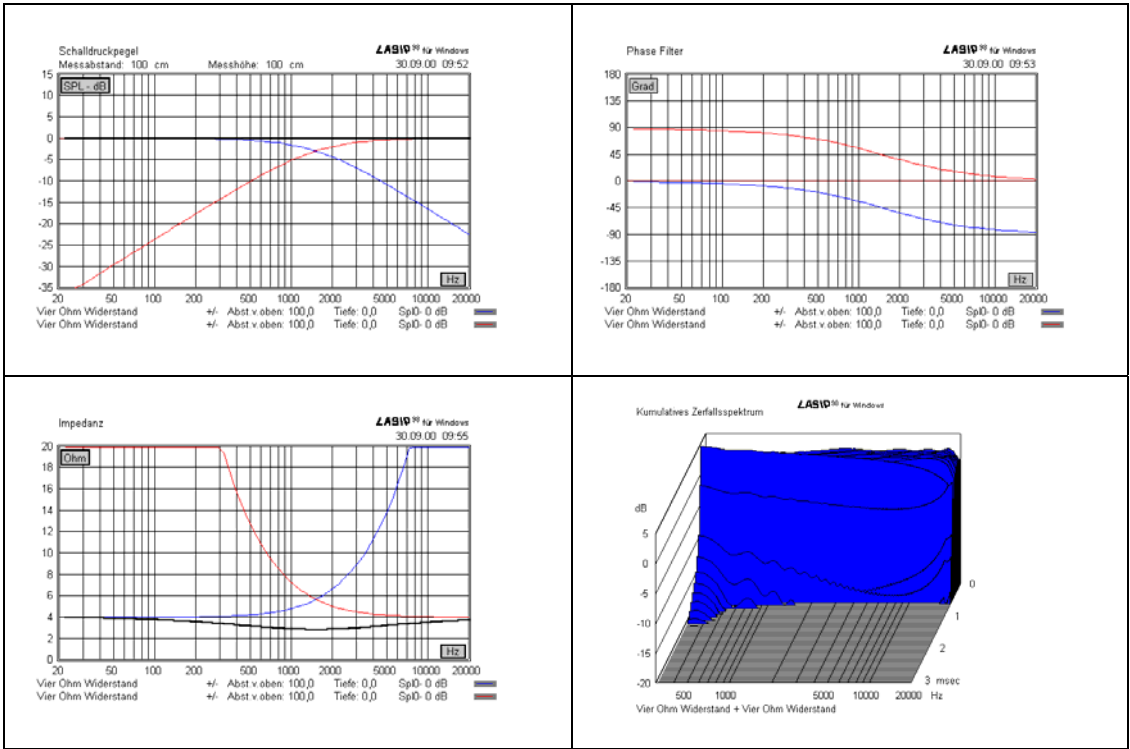 Schalldruckpegel LASIP 98 für Windows
Messabstand: 100 cm Messhöhe: 100 cm 30.09.00 09:52
15
SPL - dB
10
5
0
-5
-10
-15
-20
-25
-30
Hz
-35
20 50 100 200 500 1000 2000 5000 10000 20000
Vier Ohm Widerstand +/- Abst.v.oben: 100,0 Tiefe: 0,0 Spl0- 0 dB
Vier Ohm Widerstand +/- Abst.v.oben: 100,0 Tiefe: 0,0 Spl0- 0 dB
Phase Filter LASIP 98 für Windows
30.09.00 09:53
180
Grad
135
90
45
0
-45
-90
-135
Hz
-180
20 50 100 200 500 1000 2000 5000 10000 20000
Vier Ohm Widerstand +/- Abst.v.oben: 100,0 Tiefe: 0,0 Spl0- 0 dB
Vier Ohm Widerstand +/- Abst.v.oben: 100,0 Tiefe: 0,0 Spl0- 0 dB
Impedanz LASIP 98 für Windows
30.09.00 09:55
20
Ohm
18
16
14
12
10
8
6
4
2
Hz
0
20 50 100 200 500 1000 2000 5000 10000 20000
Vier Ohm Widerstand +/- Abst.v.oben: 100,0 Tiefe: 0,0 Spl0- 0 dB
Vier Ohm Widerstand +/- Abst.v.oben: 100,0 Tiefe: 0,0 Spl0- 0 dB
Kumulatives Zerfallsspektrum LASIP 98 für Windows
dB
5
0
-5
-10
-15
-20
0
1
2
3 msec
500 1000 5000 10000 20000 Hz
Vier Ohm Widerstand + Vier Ohm Widerstand